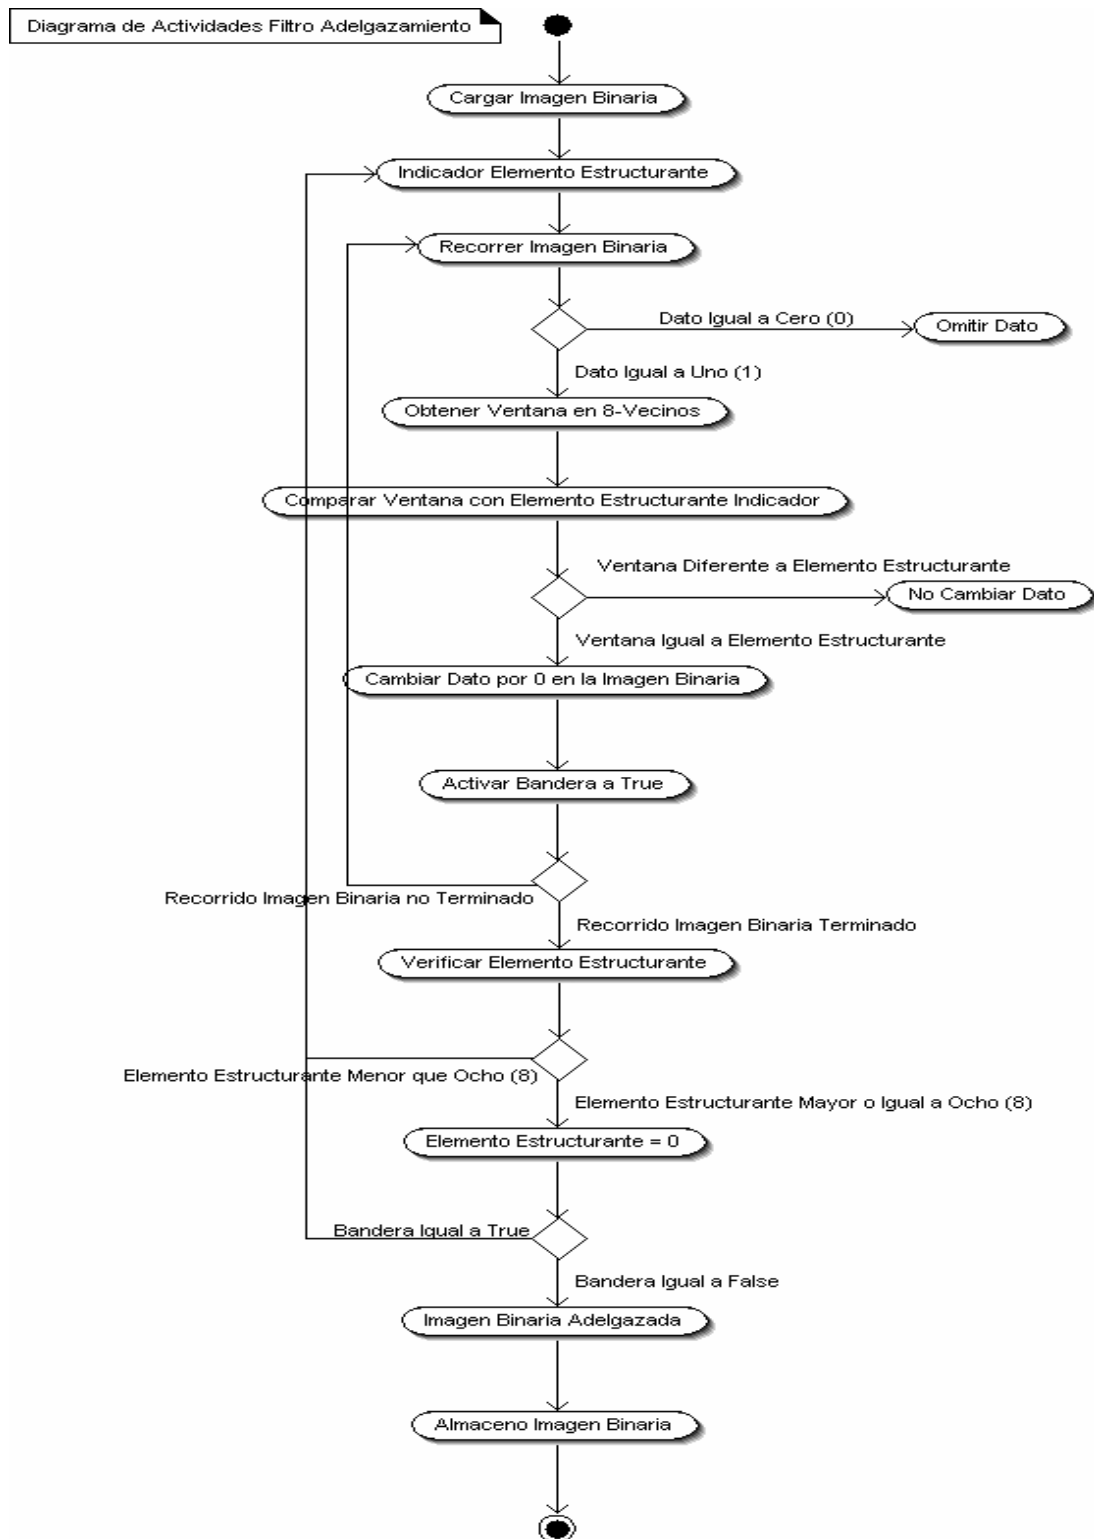 Diagrama de Actividades Filtro Adelgazamiento
Cargar Imagen Binaria
Indicador Elemento Estructurante
Recorrer Imagen Binaria
Dato Igual a Cero (0)
Omitir Dato
Dato Igual a Uno (1)
Obtener Ventana en 8-Vecinos
Comparar Ventana con Elemento Estructurante Indicador
Ventana Diferente a Elemento Estructurante
No Cambiar Dato
Ventana Igual a Elemento Estructurante
Cambiar Dato por 0 en la Imagen Binaria
Activar Bandera a True
Recorrido Imagen Binaria no Terminado
Recorrido Imagen Binaria Terminado
Verificar Elemento Estructurante
Elemento Estructurante Menor que Ocho (8)
Elemento Estructurante Mayor o Igual a Ocho (8)
Elemento Estructurante = 0
Bandera Igual a True
Bandera Igual a False
Imagen Binaria Adelgazada
Almaceno Imagen Binaria